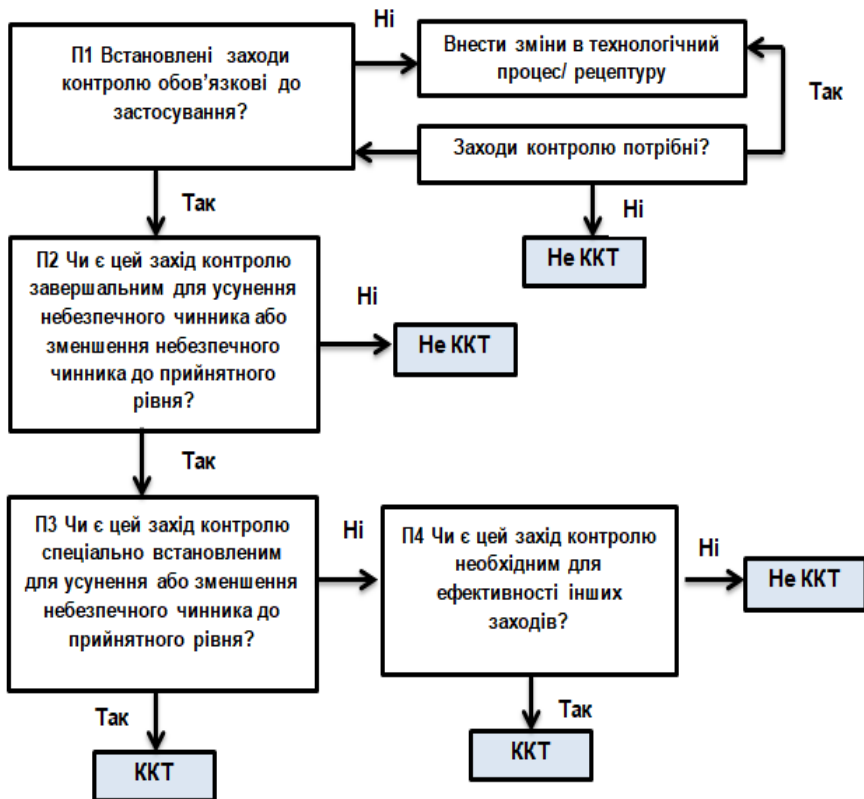 П1 Встановлені заходи
контролю обов’язкові до
застосування?
Ні
Внести зміни в технологічний
процес/ рецептуру
Так
Заходи контролю потрібні?
Ні
Не ККТ
Так
П2 Чи є цей захід контролю
завершальним для усунення
небезпечного чинника або
зменшення небезпечного
чинника до прийнятного
рівня?
Ні
Не ККТ
Так
П3 Чи є цей захід контролю
спеціально встановленим
для усунення або зменшення
небезпечного чинника до
прийнятного рівня?
Ні
П4 Чи є цей захід контролю
необхідним для
ефективності інших
заходів?
Ні
Не ККТ
Так
ККТ
Так
ККТ